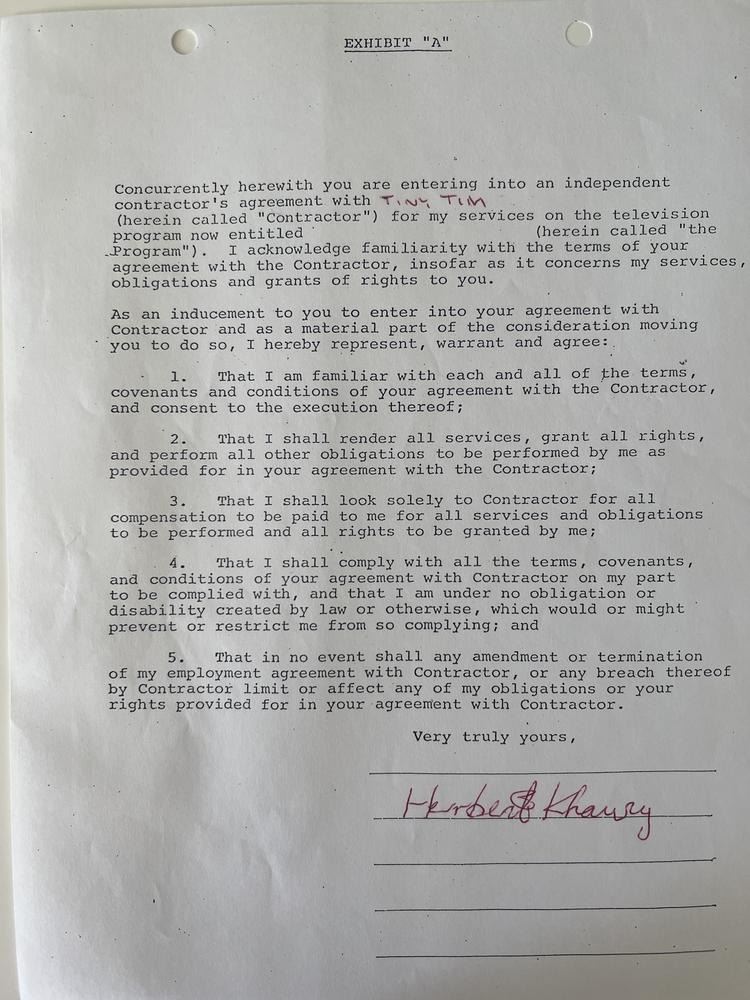 EXHIBIT "A"
Concurrently herewith you are entering into an independent
contractor's agreement with TINY TIM
(herein called "Contractor") for my services on the television
program now entitled (herein called "the
Program"). I acknowledge familiarity with the terms of your
agreement with the Contractor, insofar as it concerns my services,
obligations and grants of rights to you.
As an inducement to you to enter into your agreement with
Contractor and as a material part of the consideration moving
you to do so, I hereby represent, warrant and agree:
1. That I am familiar with each and all of the terms,
covenants and conditions of your agreement with the Contractor,
and consent to the execution thereof;
2. That I shall render all services, grant all rights,
and perform all other obligations to be performed by me as
provided for in your agreement with the Contractor;
3. That I shall look solely to Contractor for all
compensation to be paid to me for all services and obligations
to be performed and all rights to be granted by me;
4. That I shall comply with all the terms, covenants,
and conditions of your agreement with Contractor on my part
to be complied with, and that I am under no obligation or
disability created by law or otherwise, which would or might
prevent or restrict me from so complying; and
5. That in no event shall any amendment or termination
of my employment agreement with Contractor, or any breach thereof
by Contractor limit or affect any of my obligations or your
rights provided for in your agreement with Contractor.
Very truly yours,
Herbert Khaury